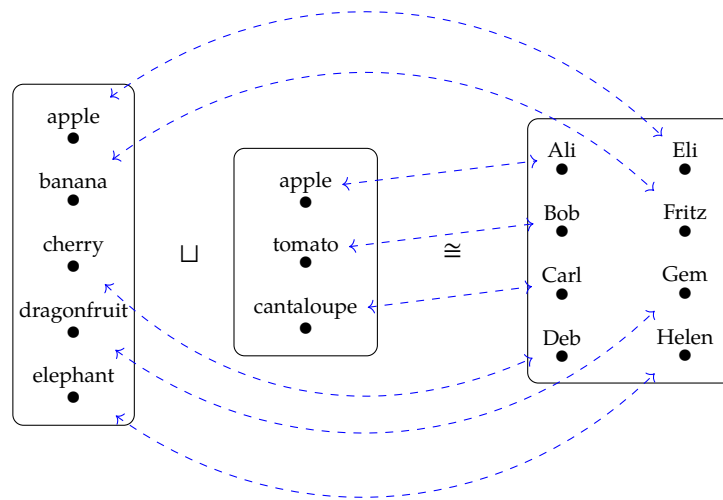 apple
banana
cherry
dragonfruit
elephant
⊔
apple
tomato
cantaloupe
≅
Ali Eli
Bob Fritz
Carl Gem
Deb Helen